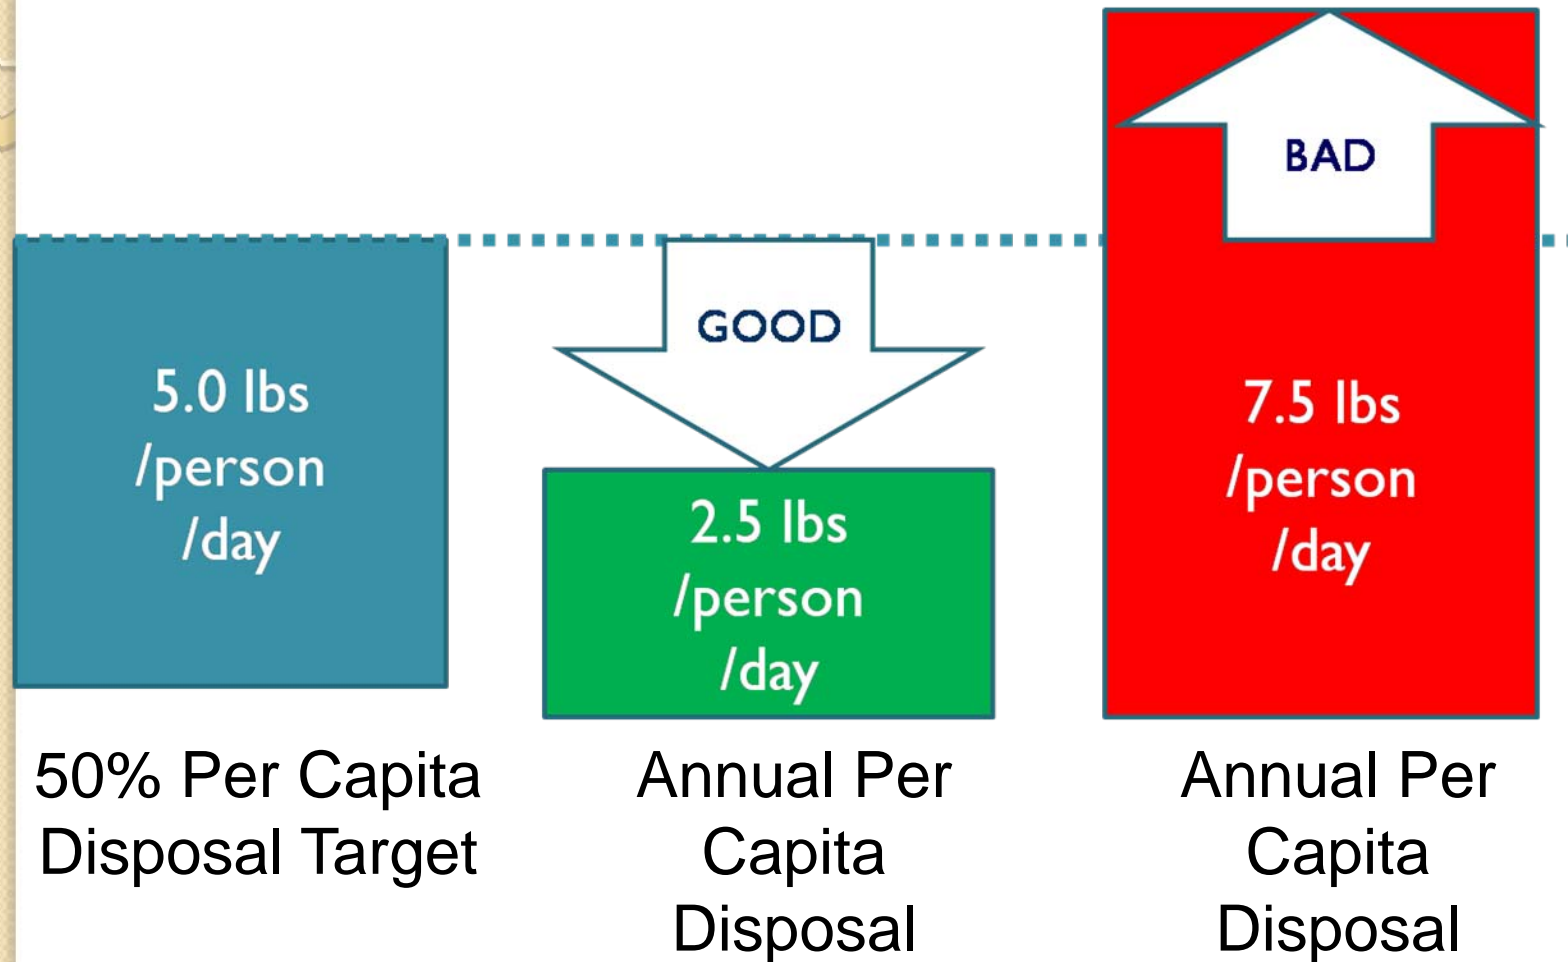 BAD
GOOD
5.0 lbs
/person
/day
2.5 lbs
/person
/day
7.5 lbs
/person
/day
50% Per Capita
Disposal Target
Annual Per
Capita
Disposal
Annual Per
Capita
Disposal